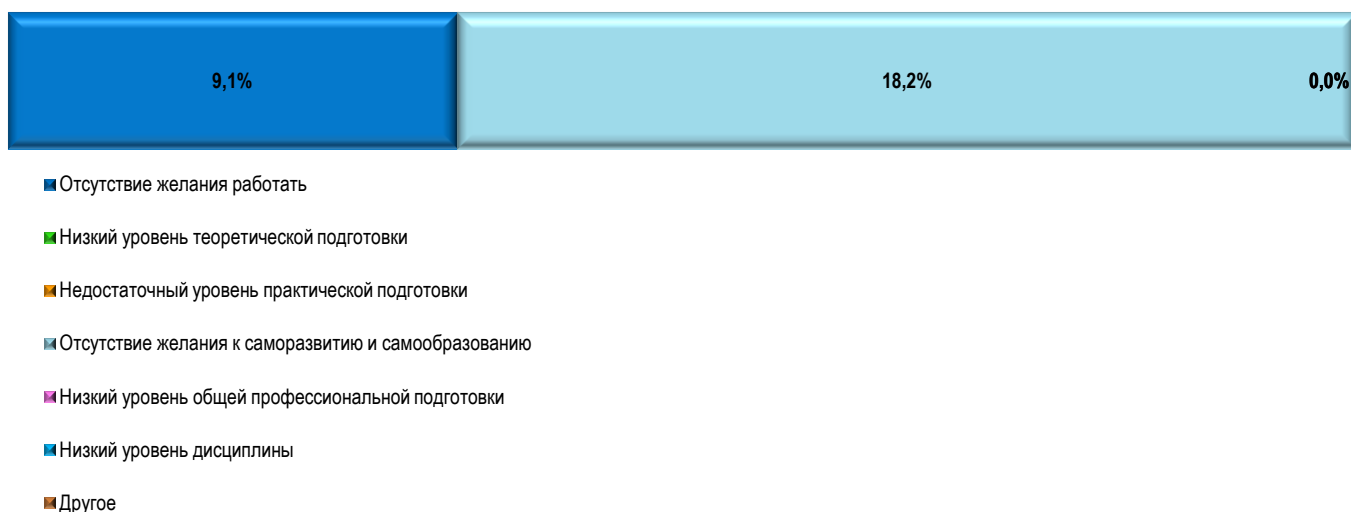 9,1% 18,2% 0,0%
Отсутствие желания работать
Низкий уровень теоретической подготовки
Недостаточный уровень практической подготовки
Отсутствие желания к саморазвитию и самообразованию
Низкий уровень общей профессиональной подготовки
Низкий уровень дисциплины
Другое